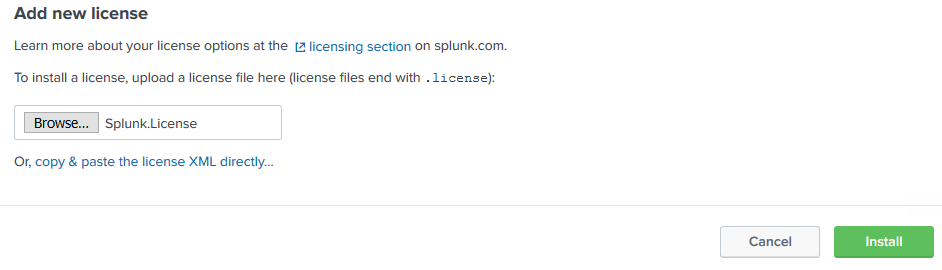 Add new license
Learn more about your license options at the licensing section on splunk.com.
To install a license, upload a license file here (license files end with .license):
Browse... Splunk.License
Or, copy & paste the license XML directly...
Cancel Install